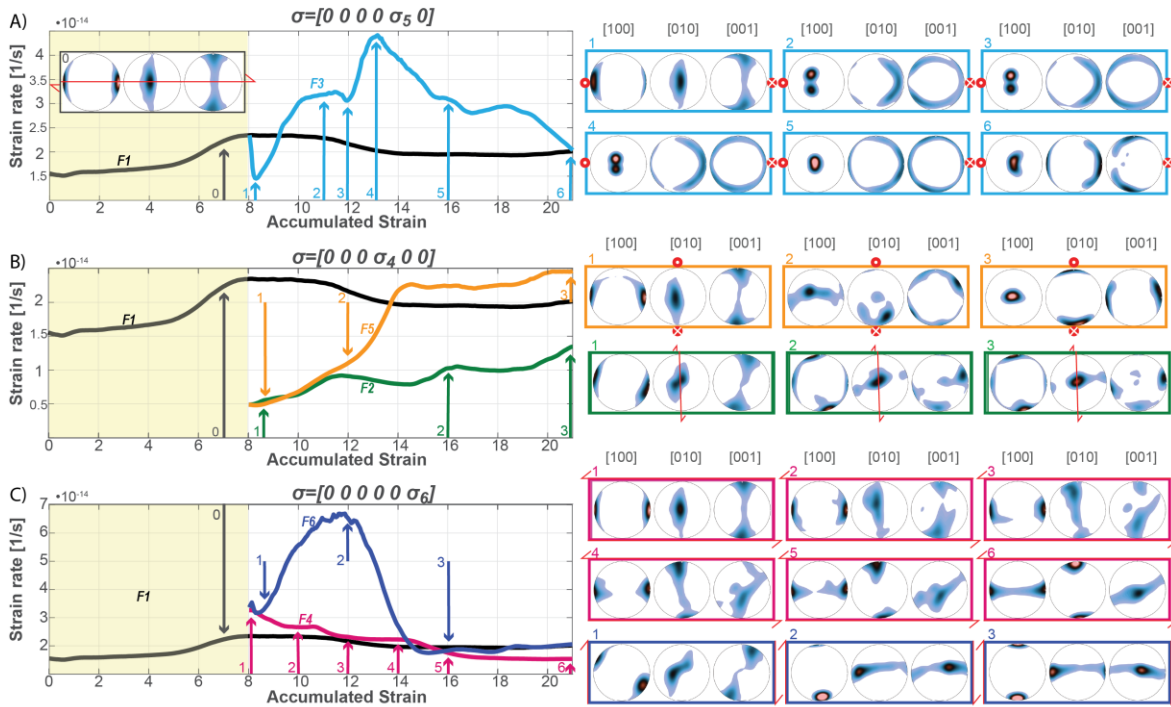 A)
σ=[0 0 0 0 σ5 0]
•10-14
Strain rate [1/s]
4
3.5
3
2.5
2
1.5
0
F1
F3
0
1
2
3
4
5
6
0 2 4 6 8 10 12 14 16 18 20
Accumulated Strain
[100] [010] [001] [100] [010] [001] [100] [010] [001]
1 2 3
4 5 6
B)
σ=[0 0 0 σ4 0 0]
•10-14
Strain rate [1/s]
2
1.5
1
0.5
0
F1
F5
F2
0
1
2
3
1
2
3
0 2 4 6 8 10 12 14 16 18 20
Accumulated Strain
[100] [010] [001] [100] [010] [001] [100] [010] [001]
1 2 3
1 2 3
C)
σ=[0 0 0 0 0 σ6]
•10-14
Strain rate [1/s]
7
6
5
4
3
2
F1
F6
F4
0
1
2
3
1
2
3
4
5
6
0 2 4 6 8 10 12 14 16 18 20
Accumulated Strain
[100] [010] [001] [100] [010] [001] [100] [010] [001]
1 2 3
4 5 6
1 2 3